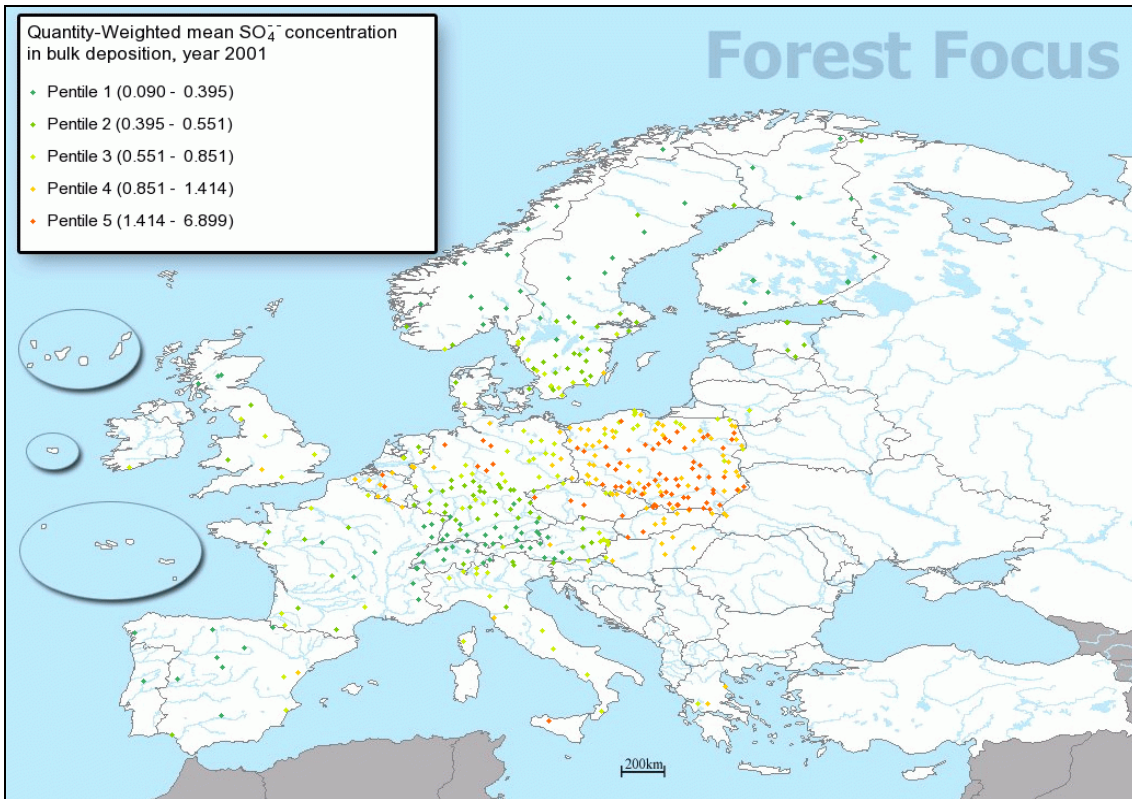 Quantity-Weighted mean SO₄⁻⁻ concentration
in bulk deposition, year 2001
Pentile 1 (0.090 - 0.395)
Pentile 2 (0.395 - 0.551)
Pentile 3 (0.551 - 0.851)
Pentile 4 (0.851 - 1.414)
Pentile 5 (1.414 - 6.899)
Forest Focus
200km